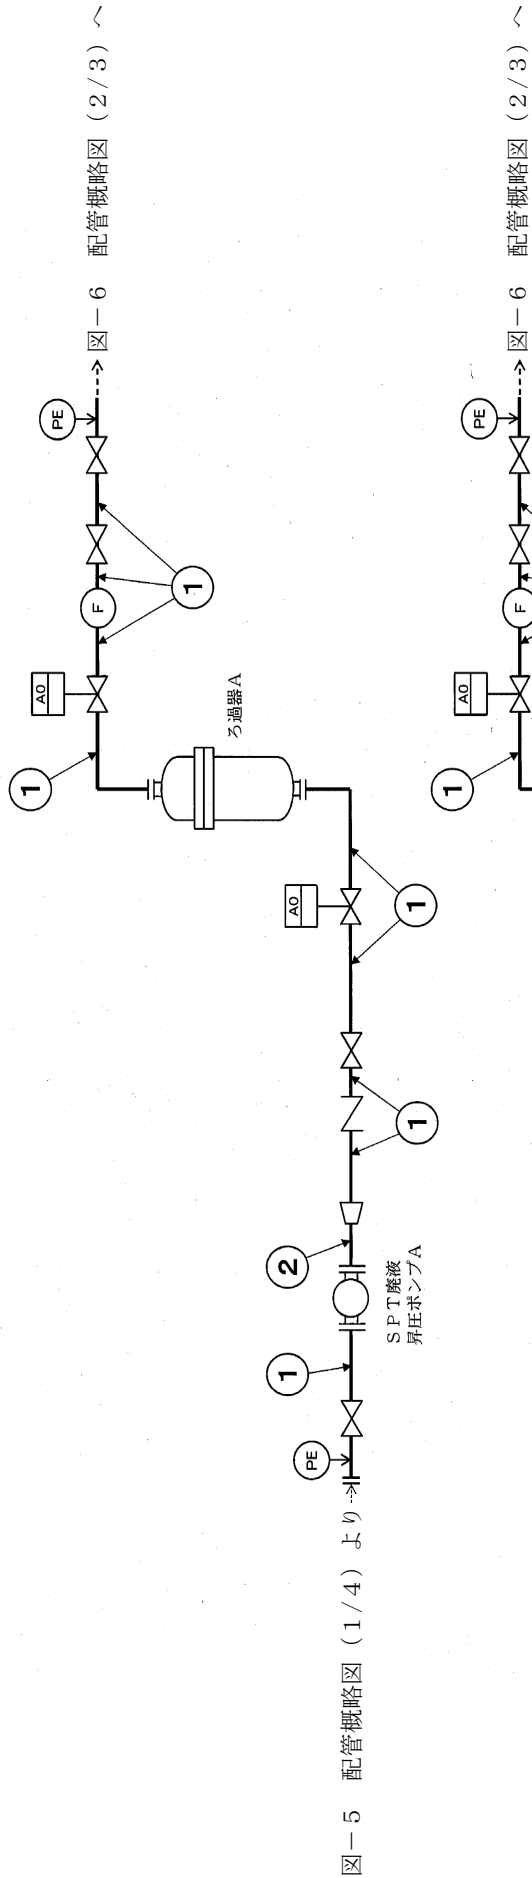 1
AO
PE
F
図－6　配管概略図（2/3）へ
1
ろ過器A
1
2
AO
PE
図－5　配管概略図（1/4）より
SPT廃液
昇圧ポンプA
1
1
1
AO
PE
F
図－6　配管概略図（2/3）へ